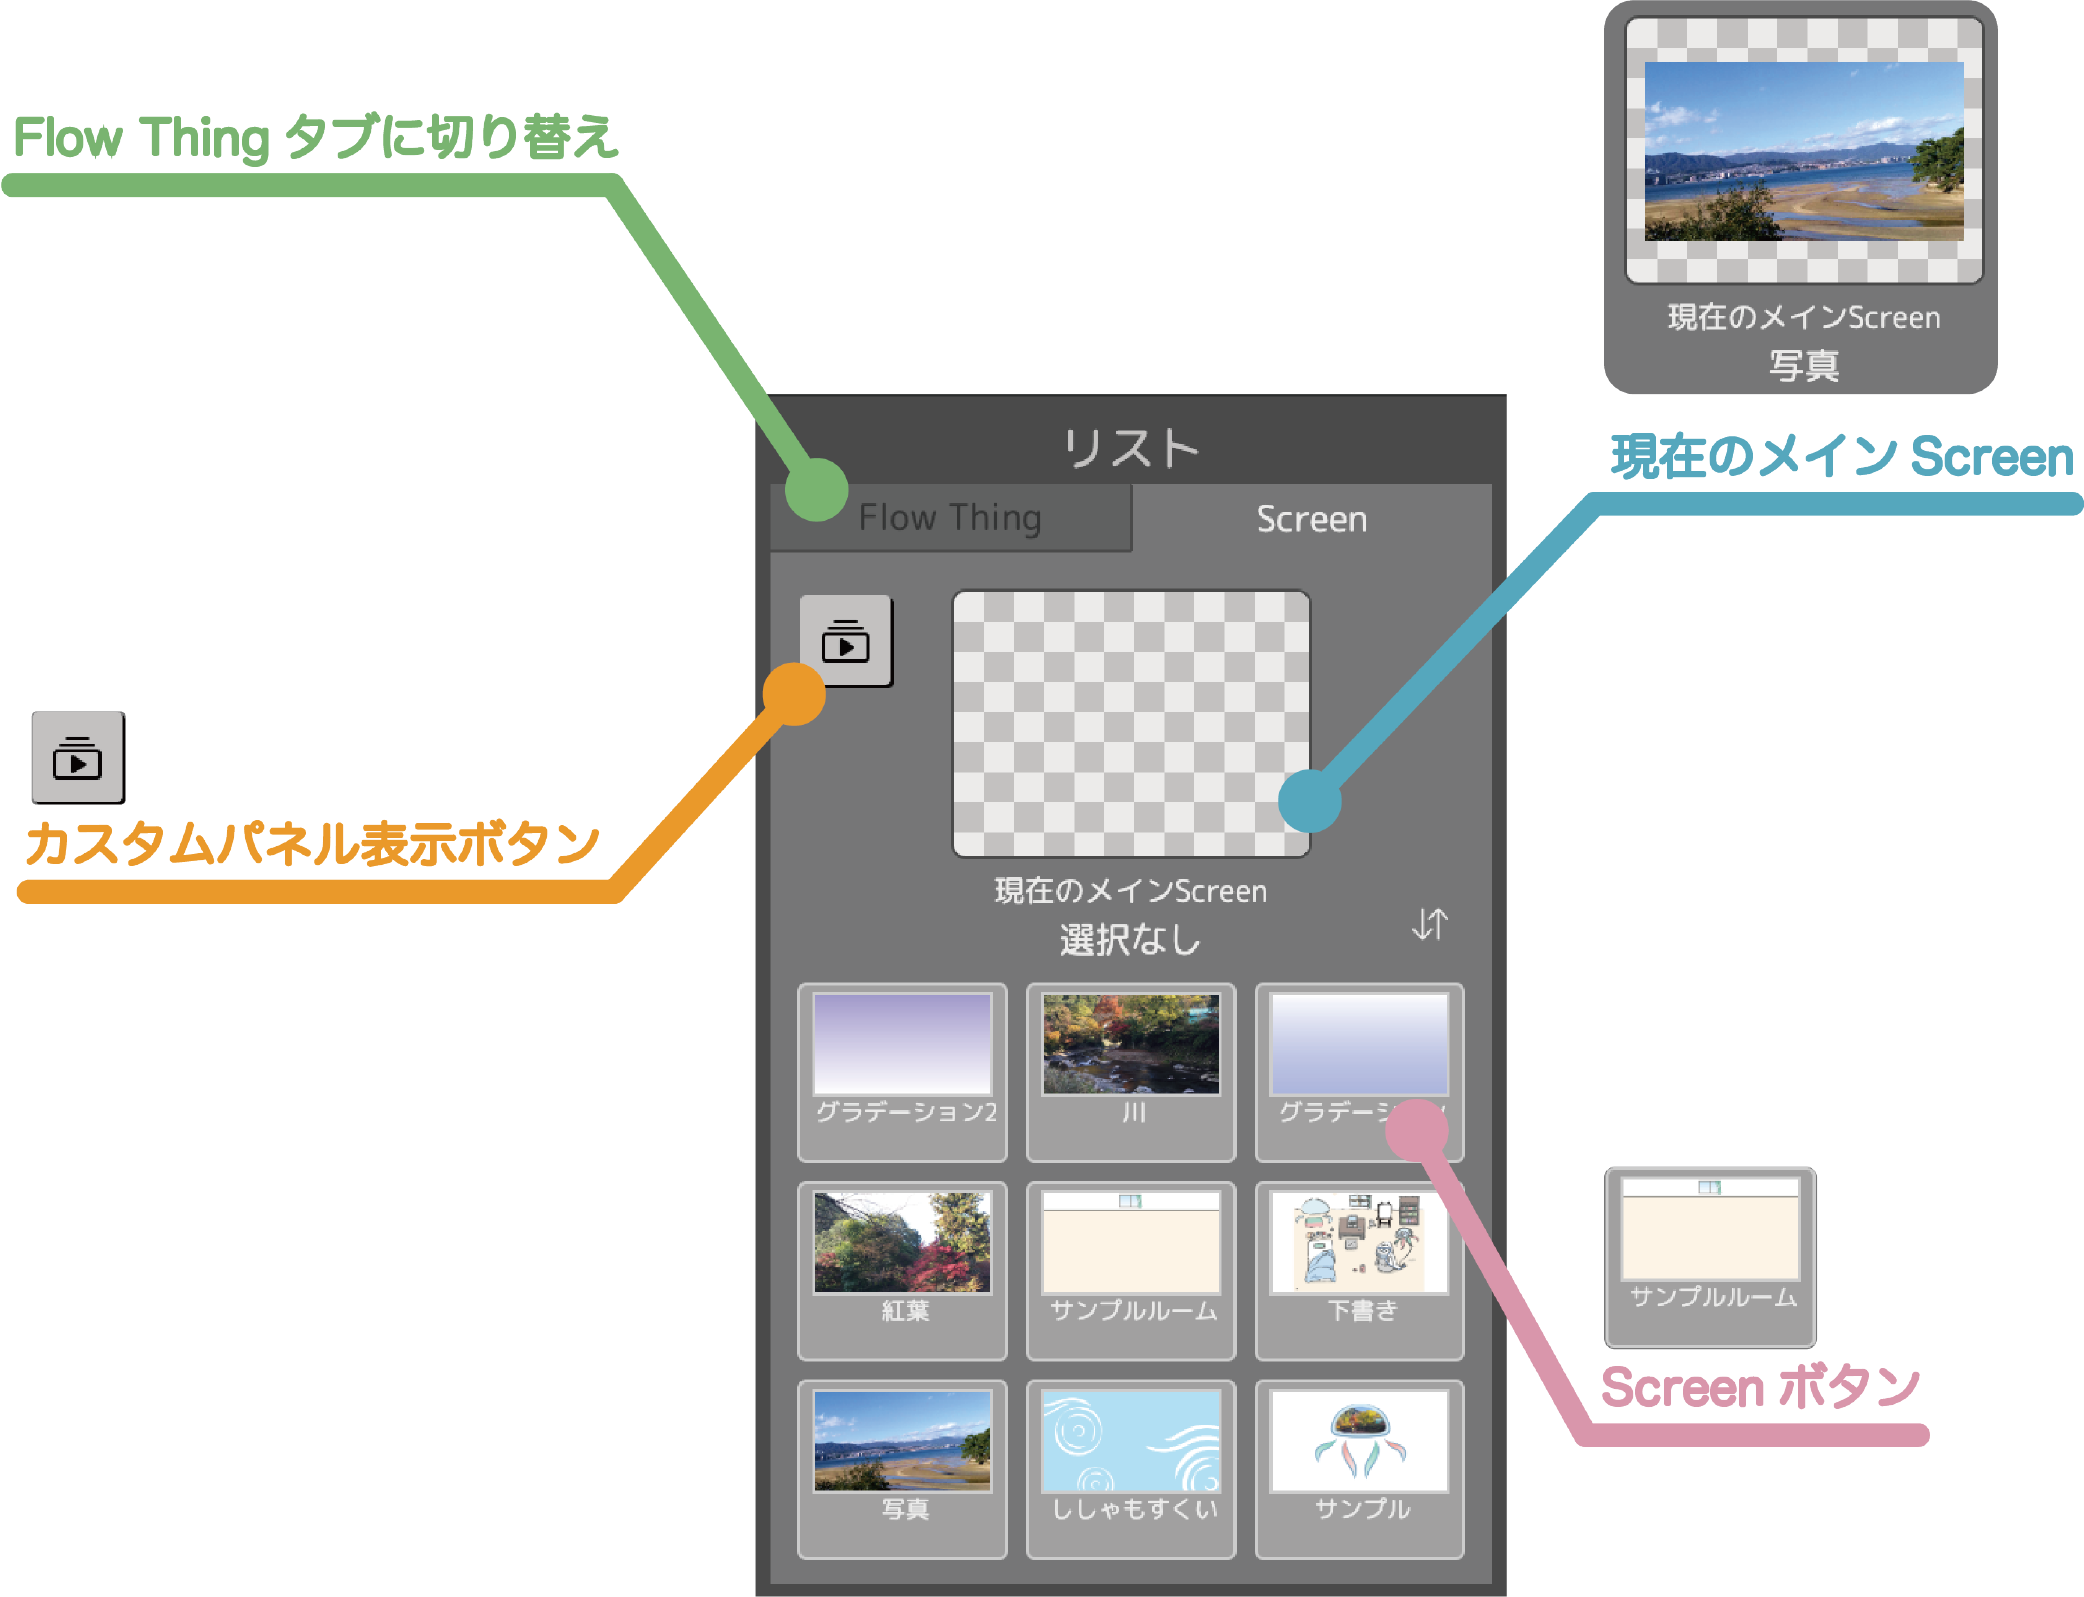 Flow Thing タブに切り替え
現在のメインScreen
写真
現在のメイン Screen
リスト
Flow Thing
Screen
カスタムパネル表示ボタン
現在のメインScreen
選択なし
グラデーション2
川
グラデーション
紅葉
サンプルルーム
下書き
サンプルルーム
Screen ボタン
写真
ししゃもすくい
サンプル